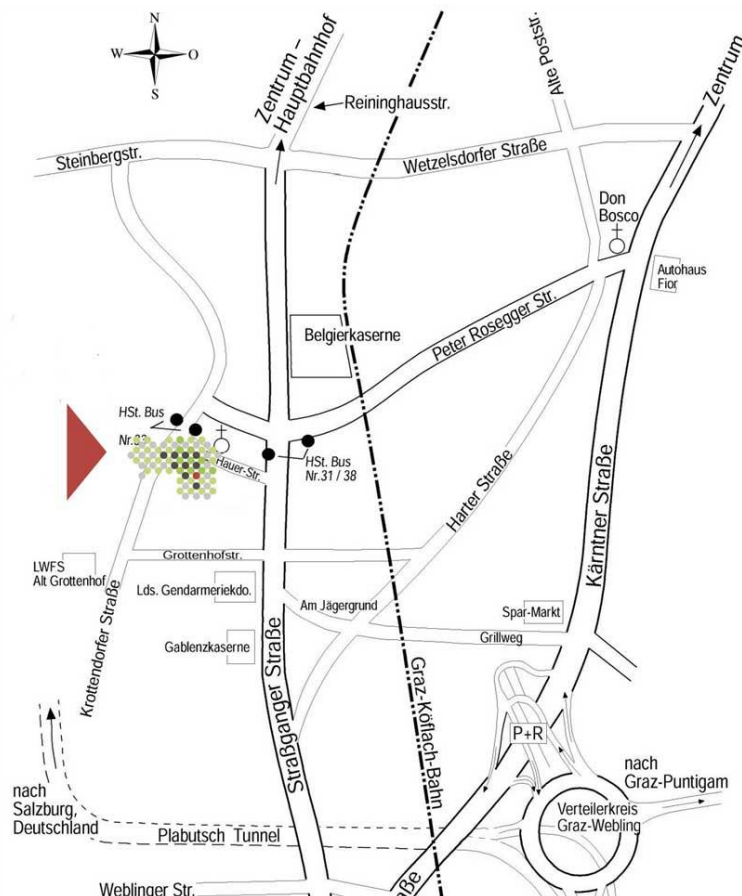 N
W
O
S
Zentrum –
Hauptbahnhof
Reininghausstr.
Alte Poststr.
Zentrum
Steinbergstr.
Wetzelsdorfer Straße
Don
Bosco
Autohaus
Fior
Belgierkaserne
Peter Rosegger Str.
HSt. Bus
Nr.
Hauer-Str.
HSt. Bus
Nr.31 / 38
Harter Straße
Kärntner Straße
Grottenhofstr.
LWFS
Alt Grottenhof
Lds. Gendarmeriekdo.
Am Jägergrund
Spar-Markt
Grillweg
Gablenzkaserne
Krottendorfer Straße
Straßganger Straße
Graz-Köflach-Bahn
P+R
nach
Graz-Puntigam
nach
Salzburg,
Deutschland
Plabutsch Tunnel
Verteilerkreis
Graz-Webling
Weblinger Str.
aße